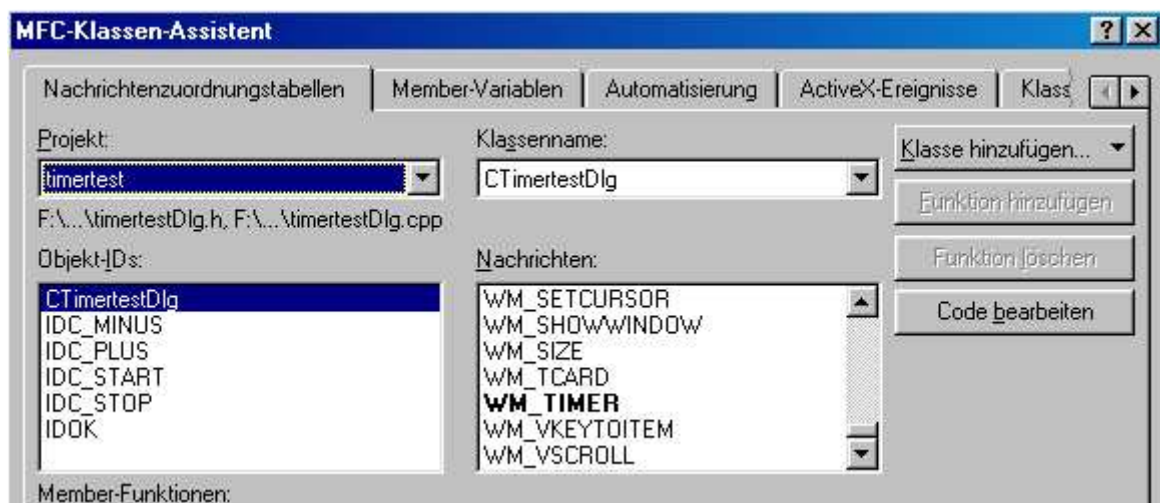 MFC-Klassen-Assistent
Nachrichtenzuordnungstabellen Member-Variablen Automatisierung ActiveX-Ereignisse Klass
Projekt:
timertest
F:\...\timertestDlg.h, F:\...\timertestDlg.cpp
Klassenname:
CTimertestDlg
Klasse hinzufügen...
Funktion hinzufügen
Funktion löschen
Code bearbeiten
Objekt-IDs:
CTimertestDlg
IDC_MINUS
IDC_PLUS
IDC_START
IDC_STOP
IDOK
Nachrichten:
WM_SETCURSOR
WM_SHOWWINDOW
WM_SIZE
WM_TCARD
WM_TIMER
WM_VKEYTOITEM
WM_VSCROLL
Member-Funktionen: